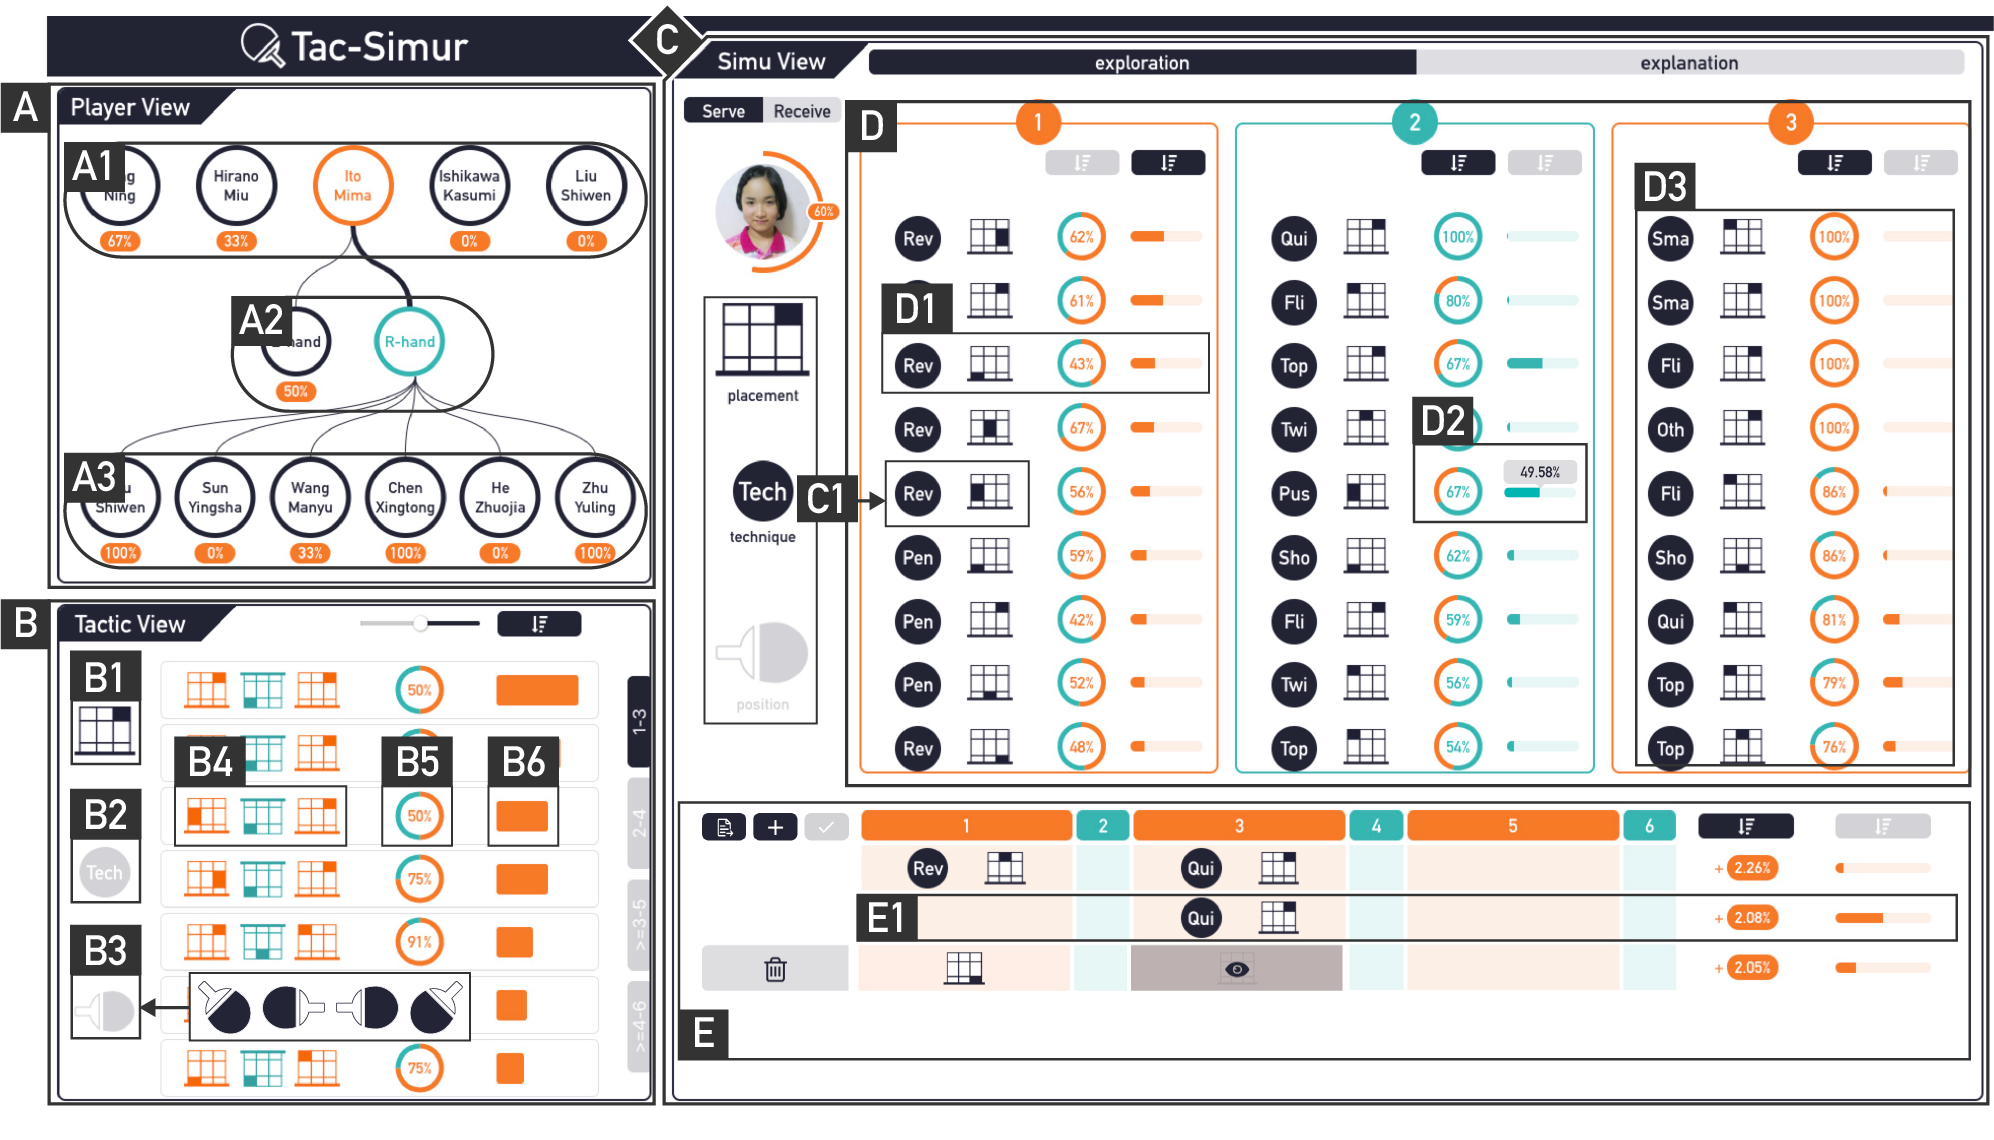 Tac-Simur
C
Simu View
exploration
explanation
A
Player View
A1
g
Ning
67%
Hirano
Miu
33%
Ito
Mima
Ishikawa
Kasumi
0%
Liu
Shiwen
0%
A2
hand
50%
R-hand
A3
Shiwen
100%
Sun
Yingsha
0%
Wang
Manyu
33%
Chen
Xingtong
100%
He
Zhuojia
0%
Zhu
Yuling
100%
B
Tactic View
B1
B2
Tech
B3
50%
B4
B5
B6
50%
75%
91%
75%
1-3
2-4
>=3-5
>=4-6
Serve
Receive
60%
placement
Tech
technique
position
C1
D
1
Rev
62%
61%
D1
Rev
43%
Rev
67%
Rev
56%
Pen
59%
Pen
42%
Pen
52%
Rev
48%
2
Qui
100%
Fli
80%
Top
67%
Twi
D2
Pus
67%
49.58%
Sho
62%
Fli
59%
Twi
56%
Top
54%
3
D3
Sma
100%
Sma
100%
Fli
100%
Oth
100%
Fli
86%
Sho
86%
Qui
81%
Top
79%
Top
76%
1
2
3
4
5
6
Rev
Qui
+ 2.26%
E1
Qui
+ 2.08%
+ 2.05%
E